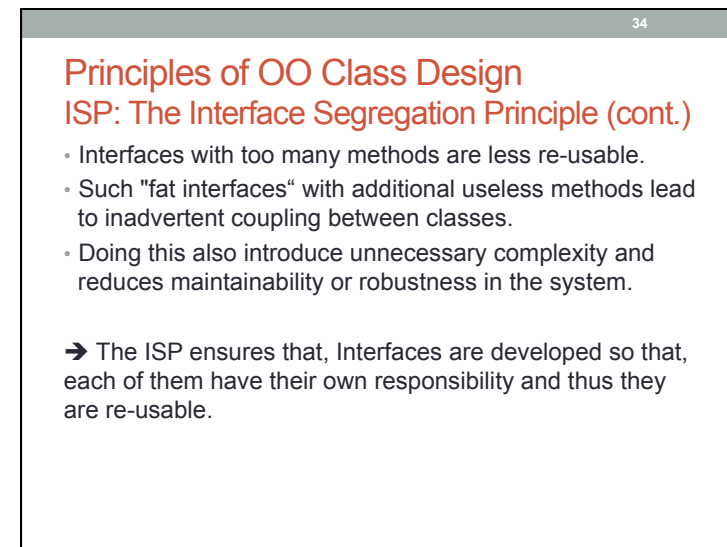 34
Principles of OO Class Design
ISP: The Interface Segregation Principle (cont.)
• Interfaces with too many methods are less re-usable.
• Such "fat interfaces“ with additional useless methods lead
to inadvertent coupling between classes.
• Doing this also introduce unnecessary complexity and
reduces maintainability or robustness in the system.
➔ The ISP ensures that, Interfaces are developed so that,
each of them have their own responsibility and thus they
are re-usable.